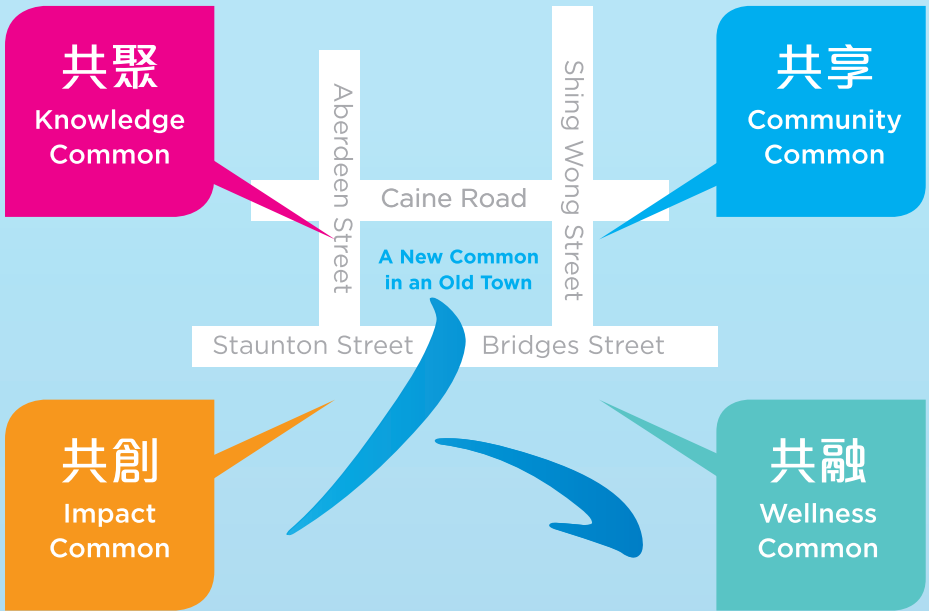 共聚
Knowledge
Common
共享
Community
Common
Aberdeen Street
Shing Wong Street
Caine Road
A New Common
in an Old Town
Staunton Street
Bridges Street
共創
Impact
Common
共融
Wellness
Common